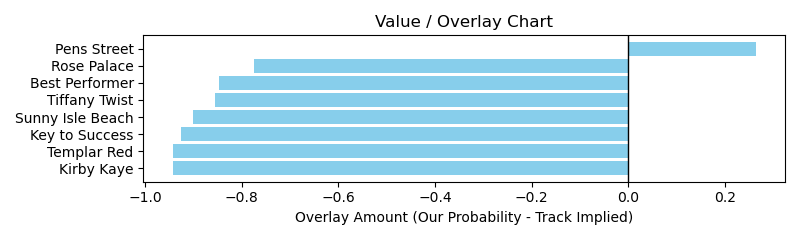 Value / Overlay Chart
Pens Street
Rose Palace
Best Performer
Tiffany Twist
Sunny Isle Beach
Key to Success
Templar Red
Kirby Kaye
−1.0 −0.8 −0.6 −0.4 −0.2 0.0 0.2
Overlay Amount (Our Probability - Track Implied)